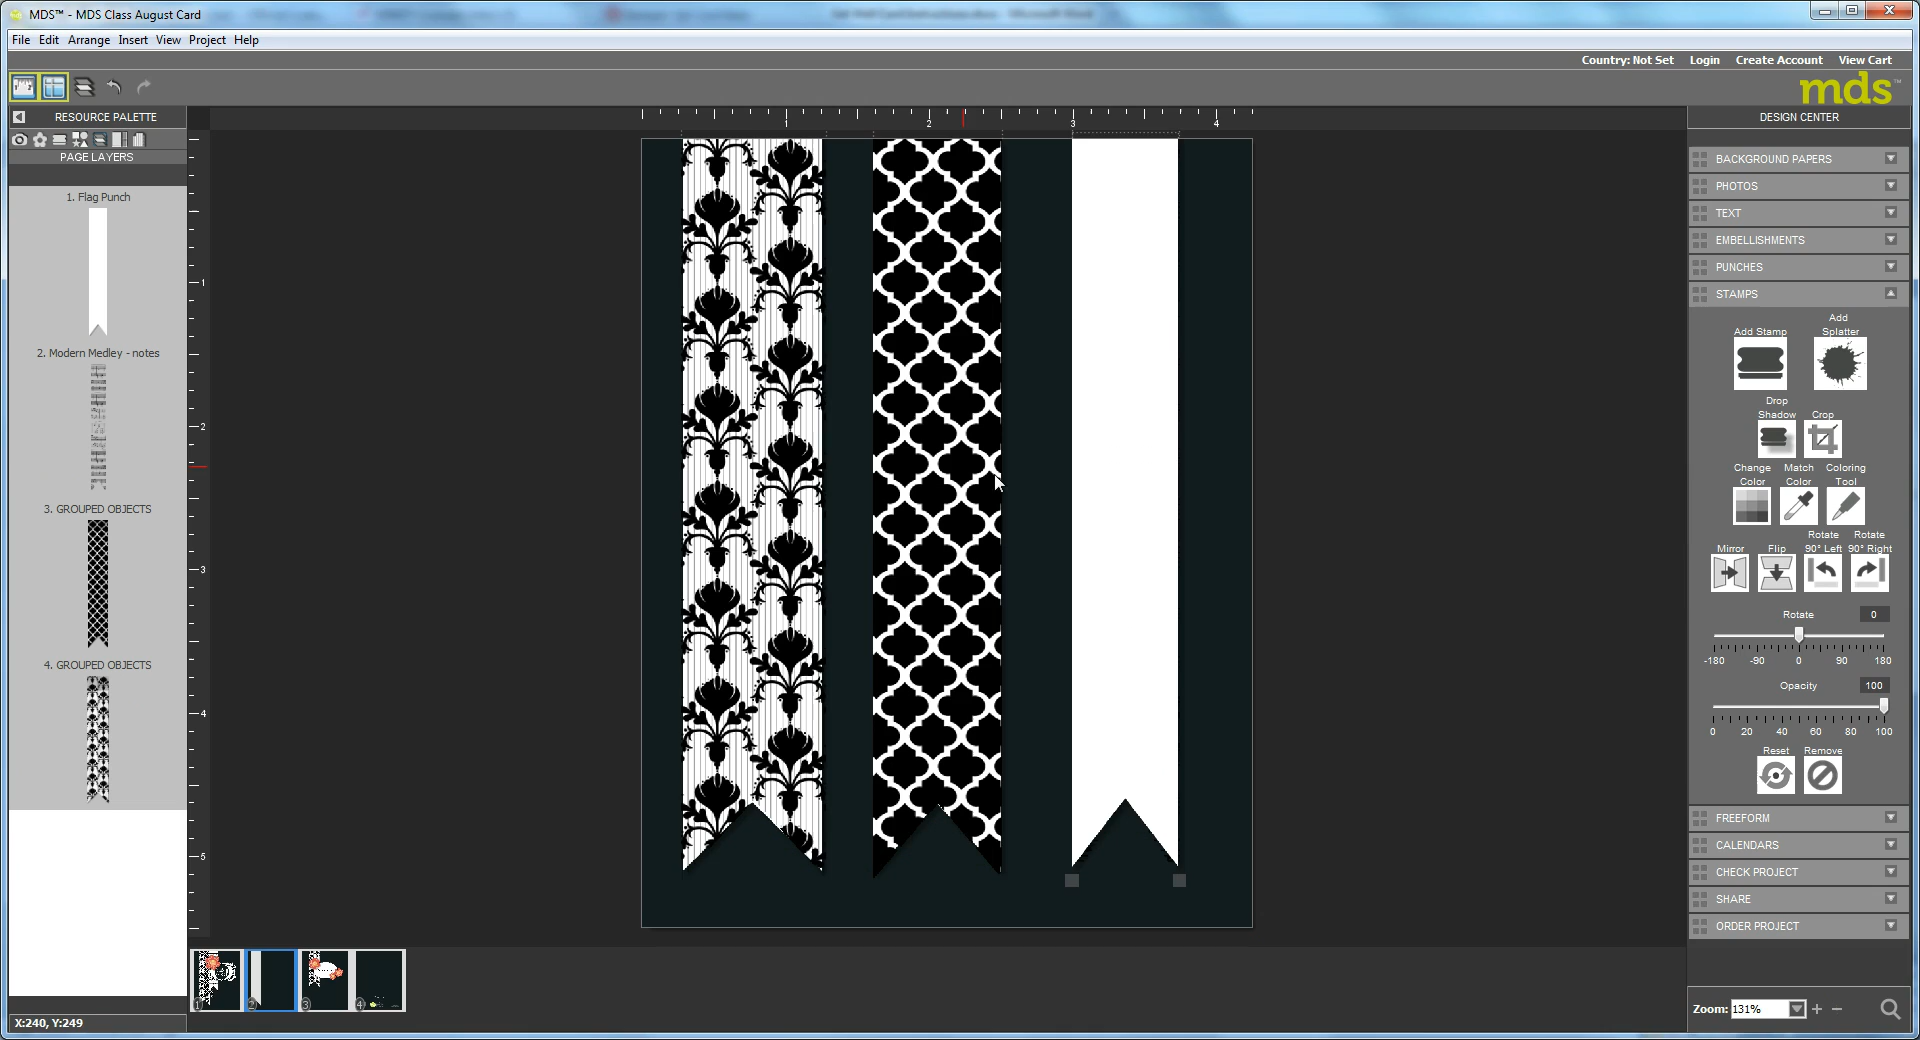 MDS™ - MDS Class August Card
File Edit Arrange Insert View Project Help
Country: Not Set Login Create Account View Cart
mds™
RESOURCE PALETTE
PAGE LAYERS
1. Flag Punch
2. Modern Medley - notes
3. GROUPED OBJECTS
4. GROUPED OBJECTS
1 2 3 4
1
2
3
4
5
1 2 3 4
X:240, Y:249
DESIGN CENTER
BACKGROUND PAPERS
PHOTOS
TEXT
EMBELLISHMENTS
PUNCHES
STAMPS
Add Stamp
Add Splatter
Drop Shadow
Crop
Change Color
Match Color
Coloring Tool
Mirror
Flip
Rotate 90° Left
Rotate 90° Right
Rotate 0
-180 -90 0 90 180
Opacity 100
0 20 40 60 80 100
Reset Remove
FREEFORM
CALENDARS
CHECK PROJECT
SHARE
ORDER PROJECT
Zoom: 131%